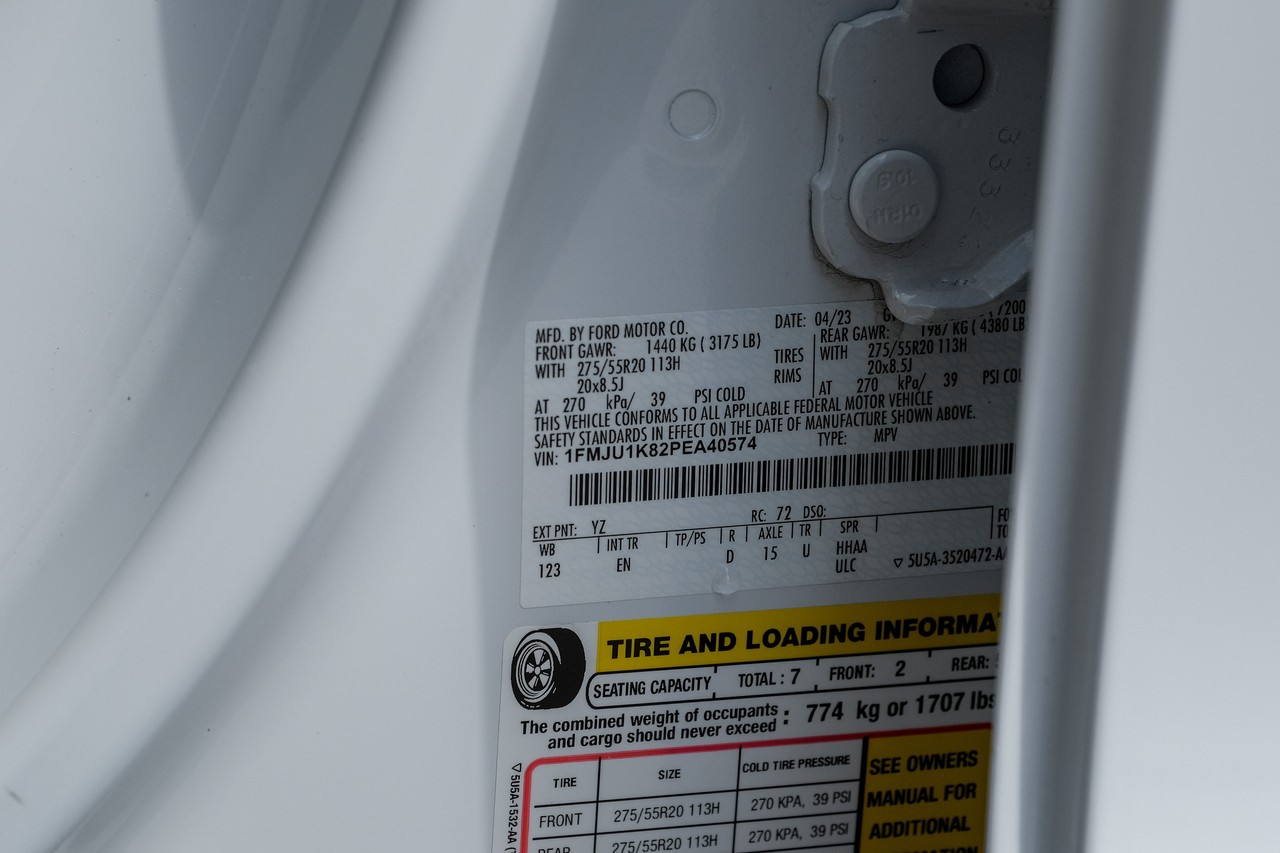 10.9
MFD. BY FORD MOTOR CO. DATE: 04/23
FRONT GAWR: 1440 KG ( 3175 LB) REAR GAWR: 1987 KG ( 4380 LB
WITH 275/55R20 113H TIRES WITH 275/55R20 113H
20x8.5J RIMS 20x8.5J
AT 270 kPa/ 39 PSI COLD AT 270 kPa/ 39 PSI
THIS VEHICLE CONFORMS TO ALL APPLICABLE FEDERAL MOTOR VEHICLE
SAFETY STANDARDS IN EFFECT ON THE DATE OF MANUFACTURE SHOWN ABOVE.
VIN: 1FMJU1K82PEA40574 TYPE: MPV
EXT PNT: YZ RC: 72 DSO:
WB INT TR TP/PS R AXLE TR SPR
123 EN D 15 U HHAA
ULC ▽ 5U5A-3520472-A
TIRE AND LOADING INFORMA
SEATING CAPACITY TOTAL : 7 FRONT: 2 REAR:
The combined weight of occupants
and cargo should never exceed : 774 kg or 1707 lbs
TIRE SIZE COLD TIRE PRESSURE SEE OWNERS
MANUAL FOR
FRONT 275/55R20 113H 270 KPA, 39 PSI ADDITIONAL
REAR 275/55R20 113H 270 KPA, 39 PSI
▽ 5U5A-1532-AA